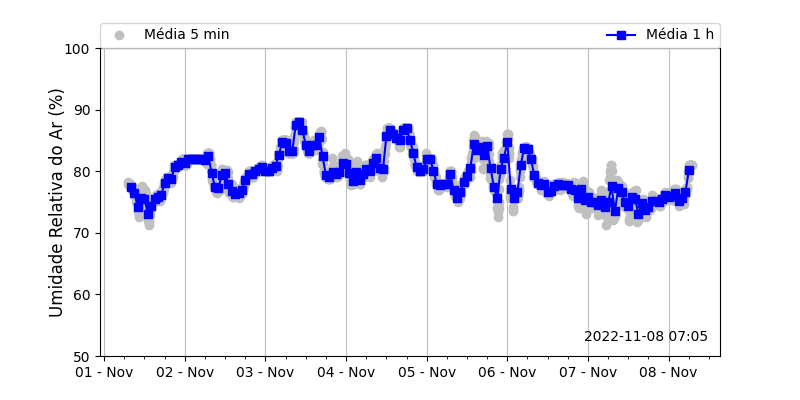 Média 5 min
Média 1 h
Umidade Relativa do Ar (%)
100
90
80
70
60
50
2022-11-08 07:05
01 - Nov
02 - Nov
03 - Nov
04 - Nov
05 - Nov
06 - Nov
07 - Nov
08 - Nov